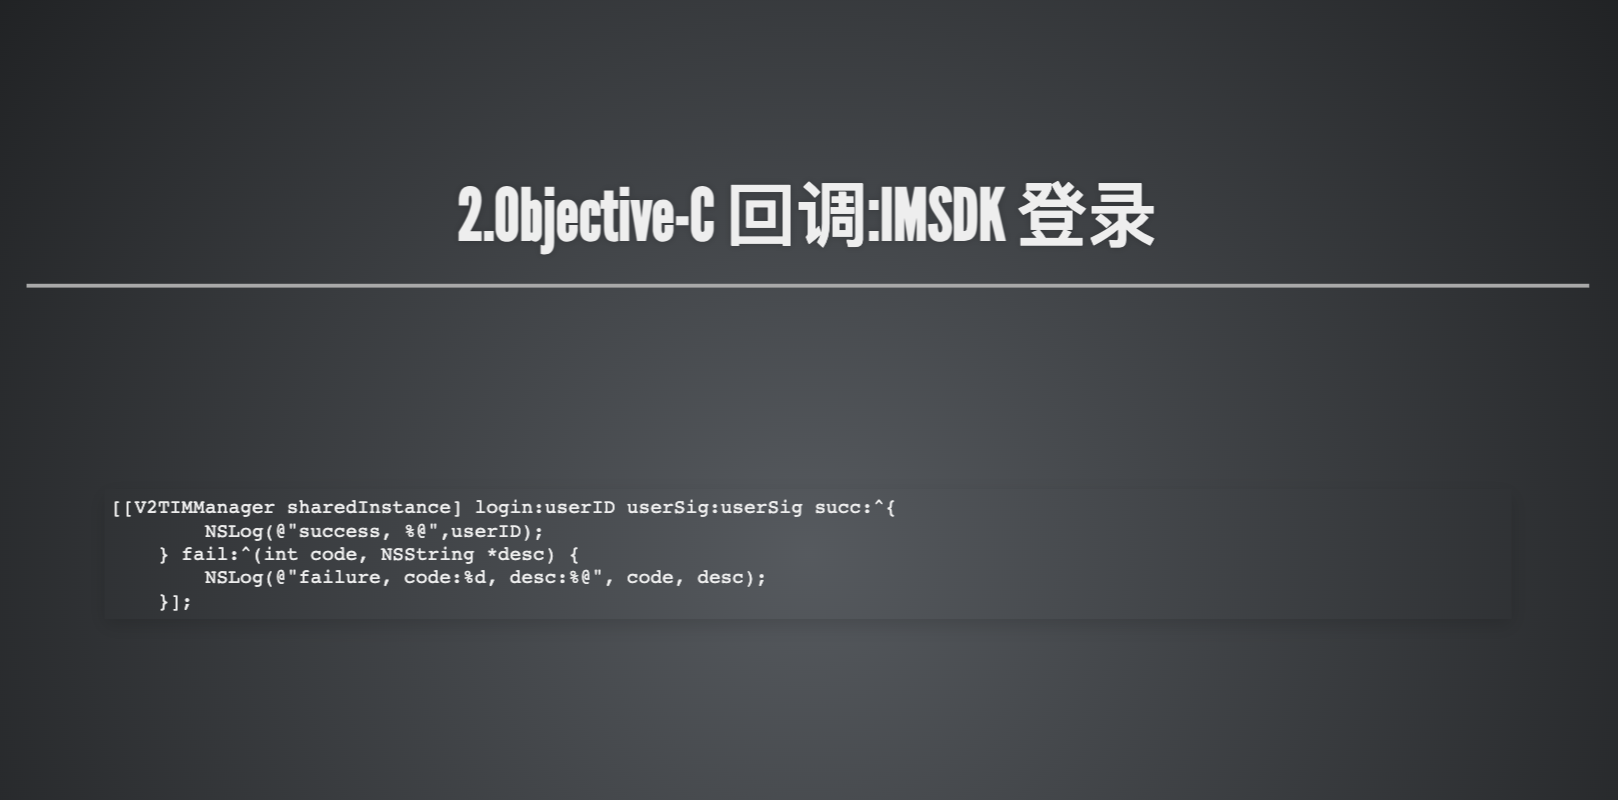 2.Objective-C 回调:IMSDK 登录
[[V2TIMManager sharedInstance] login:userID userSig:userSig succ:^{
        NSLog(@"success, %@",userID);
    } fail:^(int code, NSString *desc) {
        NSLog(@"failure, code:%d, desc:%@", code, desc);
    }];